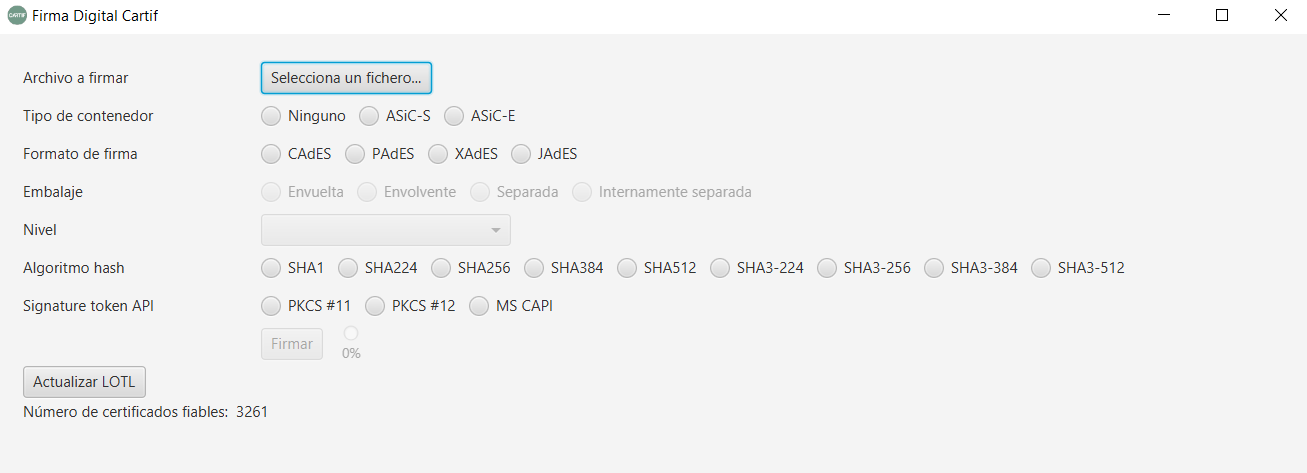 CARTIF Firma Digital Cartif
Archivo a firmar Selecciona un fichero...
Tipo de contenedor Ninguno ASiC-S ASiC-E
Formato de firma CAdES PAdES XAdES JAdES
Embalaje Envuelta Envolvente Separada Internamente separada
Nivel
Algoritmo hash SHA1 SHA224 SHA256 SHA384 SHA512 SHA3-224 SHA3-256 SHA3-384 SHA3-512
Signature token API PKCS #11 PKCS #12 MS CAPI
Firmar 0%
Actualizar LOTL
Número de certificados fiables: 3261